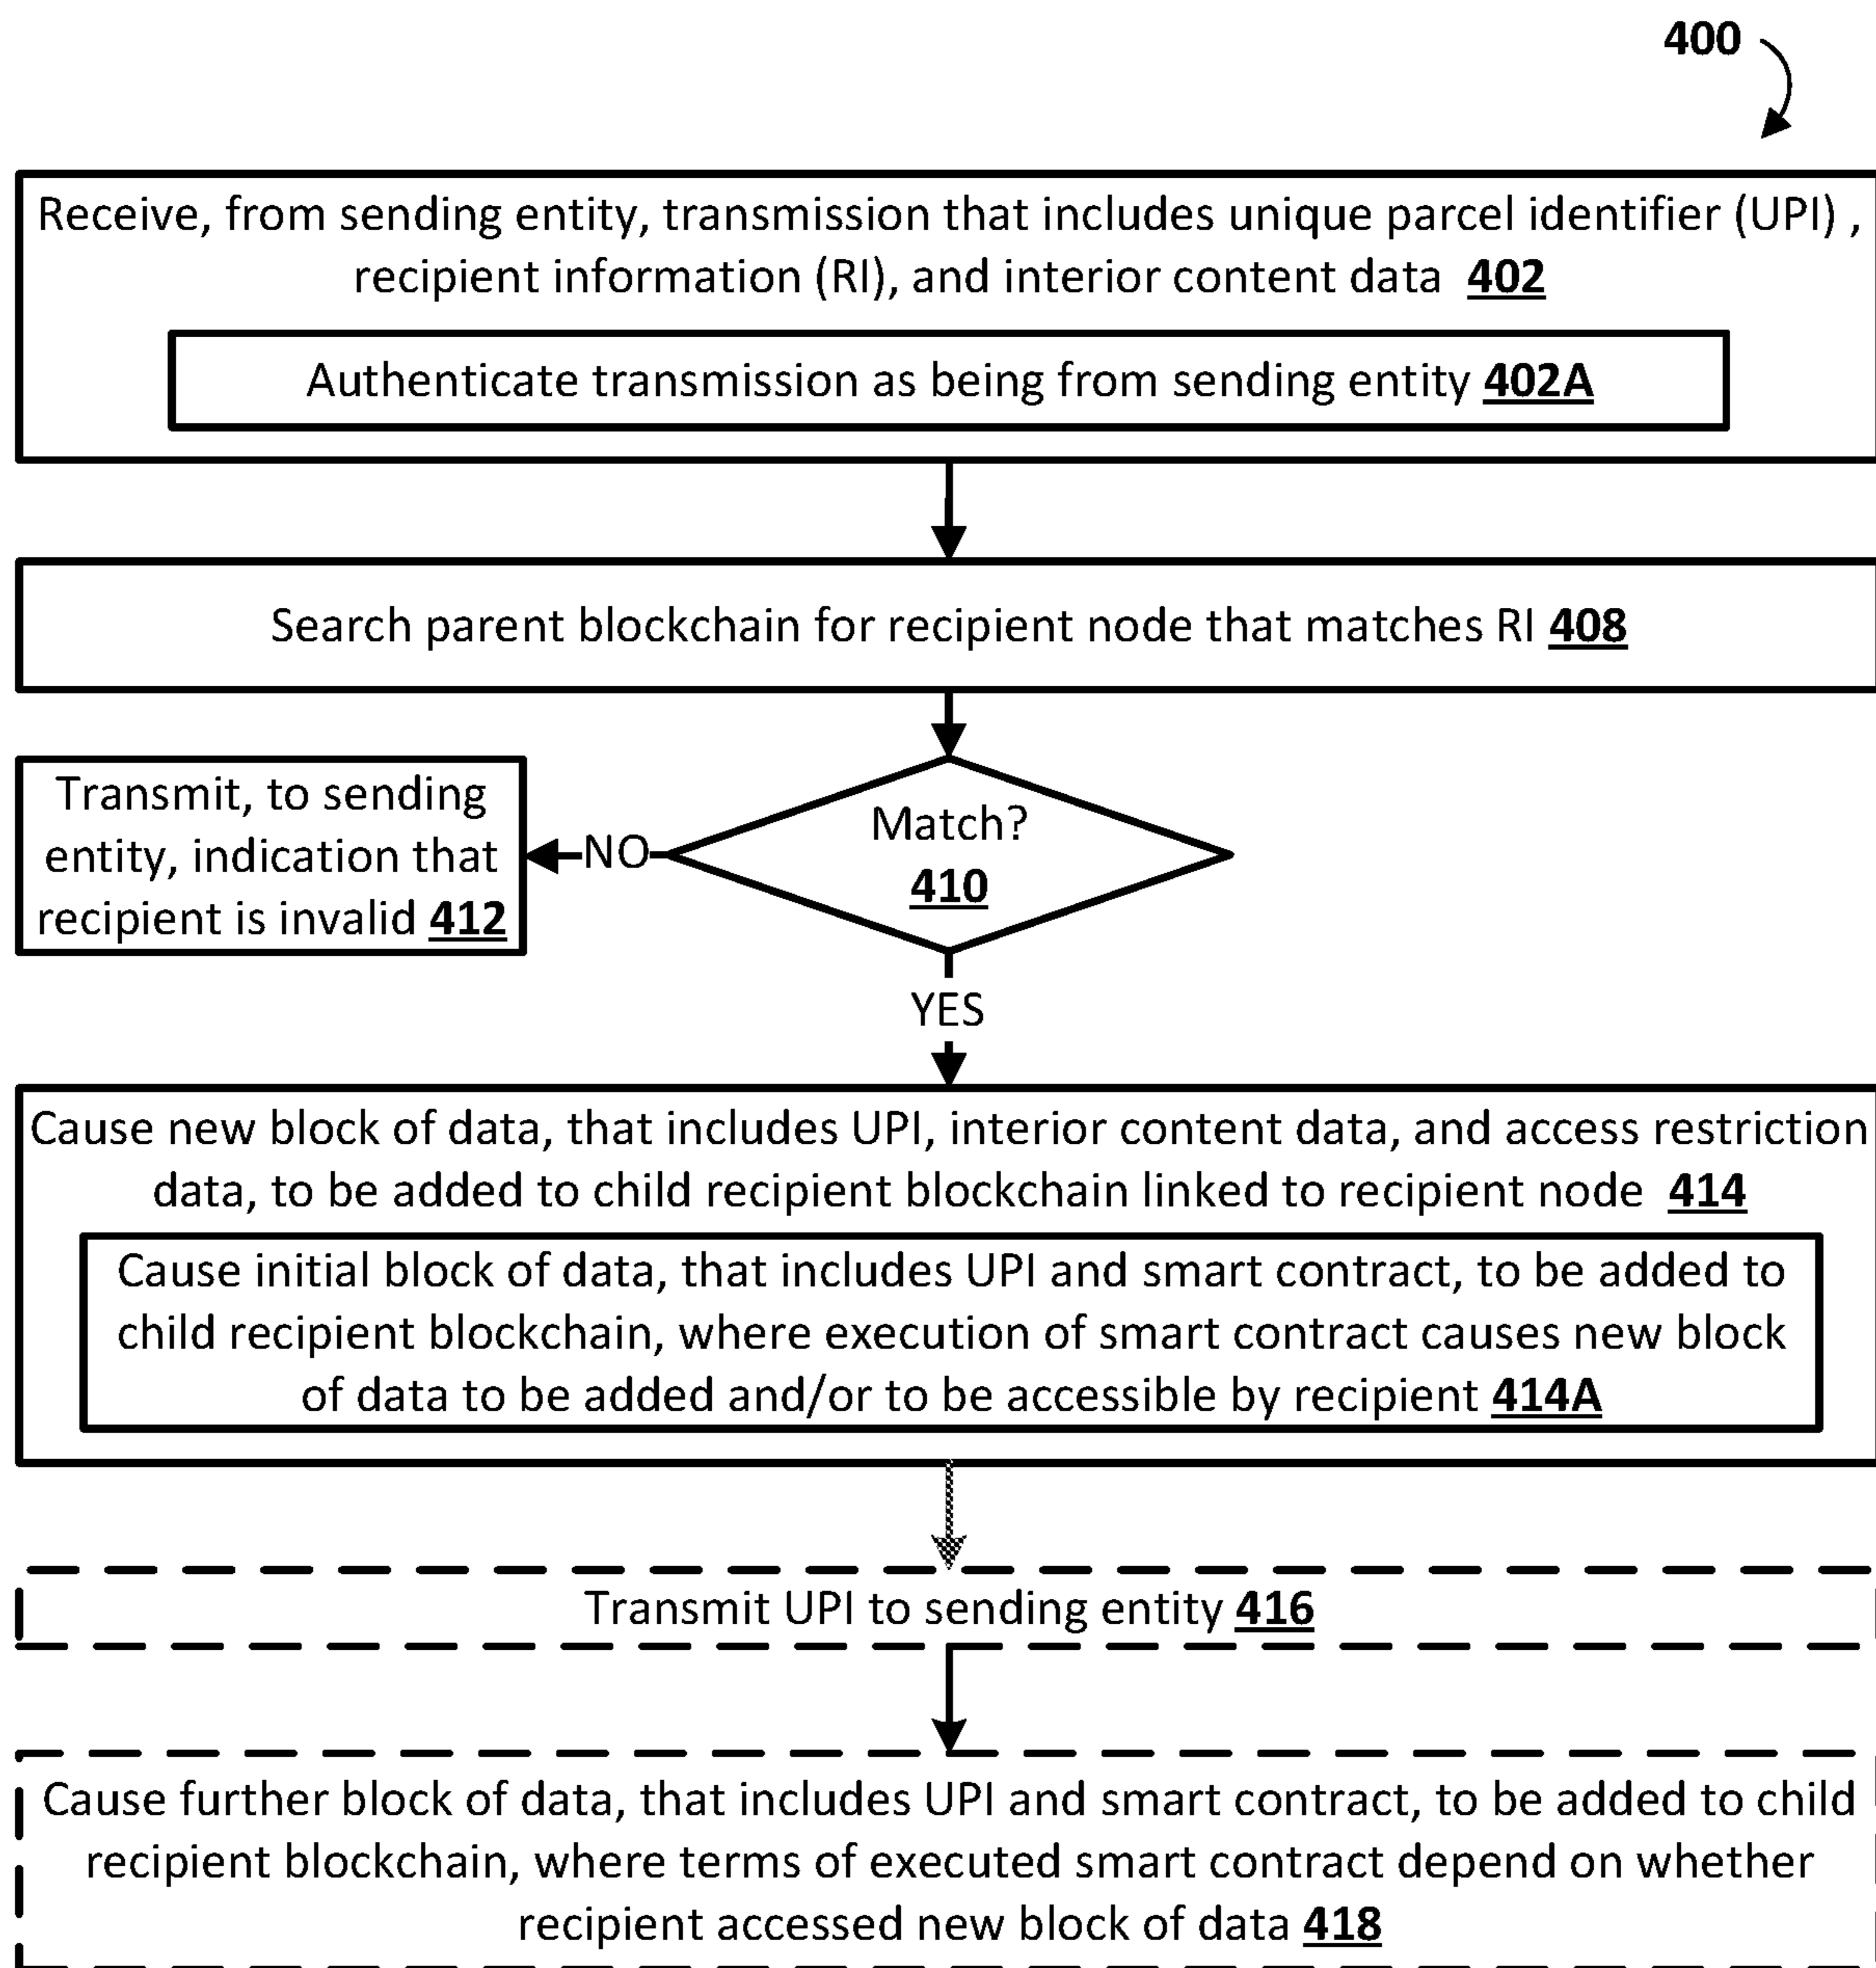 400
Receive, from sending entity, transmission that includes unique parcel identifier (UPI) ,
recipient information (RI), and interior content data 402
Authenticate transmission as being from sending entity 402A
Search parent blockchain for recipient node that matches RI 408
Match?
410
NO
Transmit, to sending
entity, indication that
recipient is invalid 412
YES
Cause new block of data, that includes UPI, interior content data, and access restriction
data, to be added to child recipient blockchain linked to recipient node 414
Cause initial block of data, that includes UPI and smart contract, to be added to
child recipient blockchain, where execution of smart contract causes new block
of data to be added and/or to be accessible by recipient 414A
Transmit UPI to sending entity 416
Cause further block of data, that includes UPI and smart contract, to be added to child
recipient blockchain, where terms of executed smart contract depend on whether
recipient accessed new block of data 418